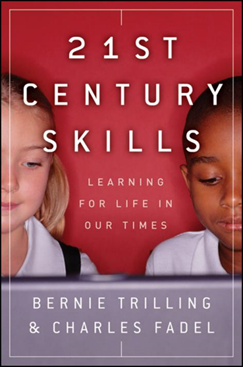 21ST
CENTURY
SKILLS
LEARNING
FOR LIFE IN
OUR TIMES
BERNIE TRILLING
& CHARLES FADEL